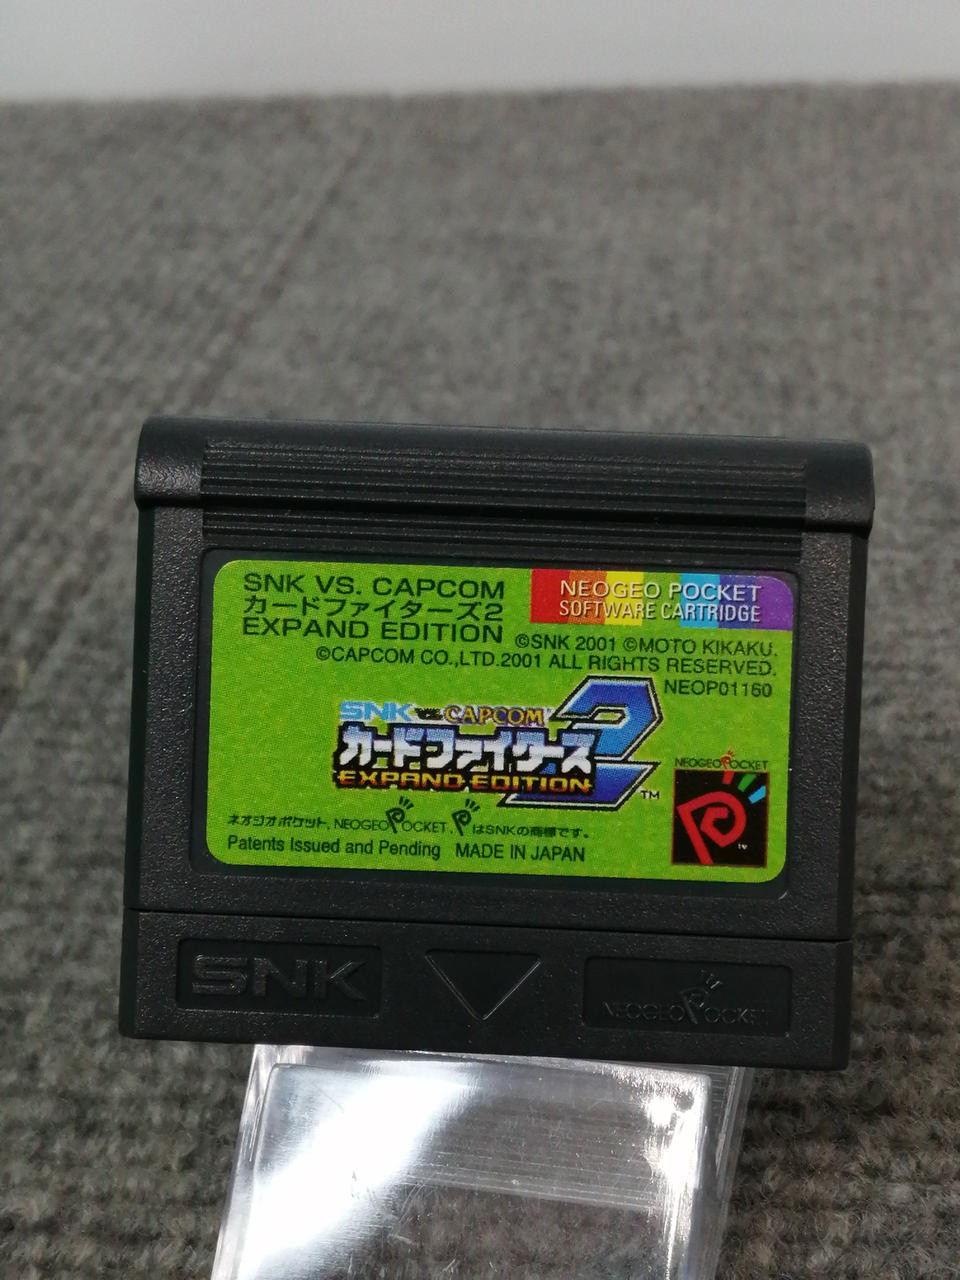 SNK VS. CAPCOM
カードファイターズ2
EXPAND EDITION
NEOGEO POCKET
SOFTWARE CARTRIDGE
©SNK 2001 ©MOTO KIKAKU.
©CAPCOM CO.,LTD.2001 ALL RIGHTS RESERVED.
NEOP01160
SNK VS. CAPCOM
カードファイターズ 2
EXPAND EDITION
TM
NEOGEO POCKET
ネオジオポケット, NEOGEO POCKET, PはSNKの商標です。
Patents Issued and Pending MADE IN JAPAN
SNK
NEOGEO POCKET